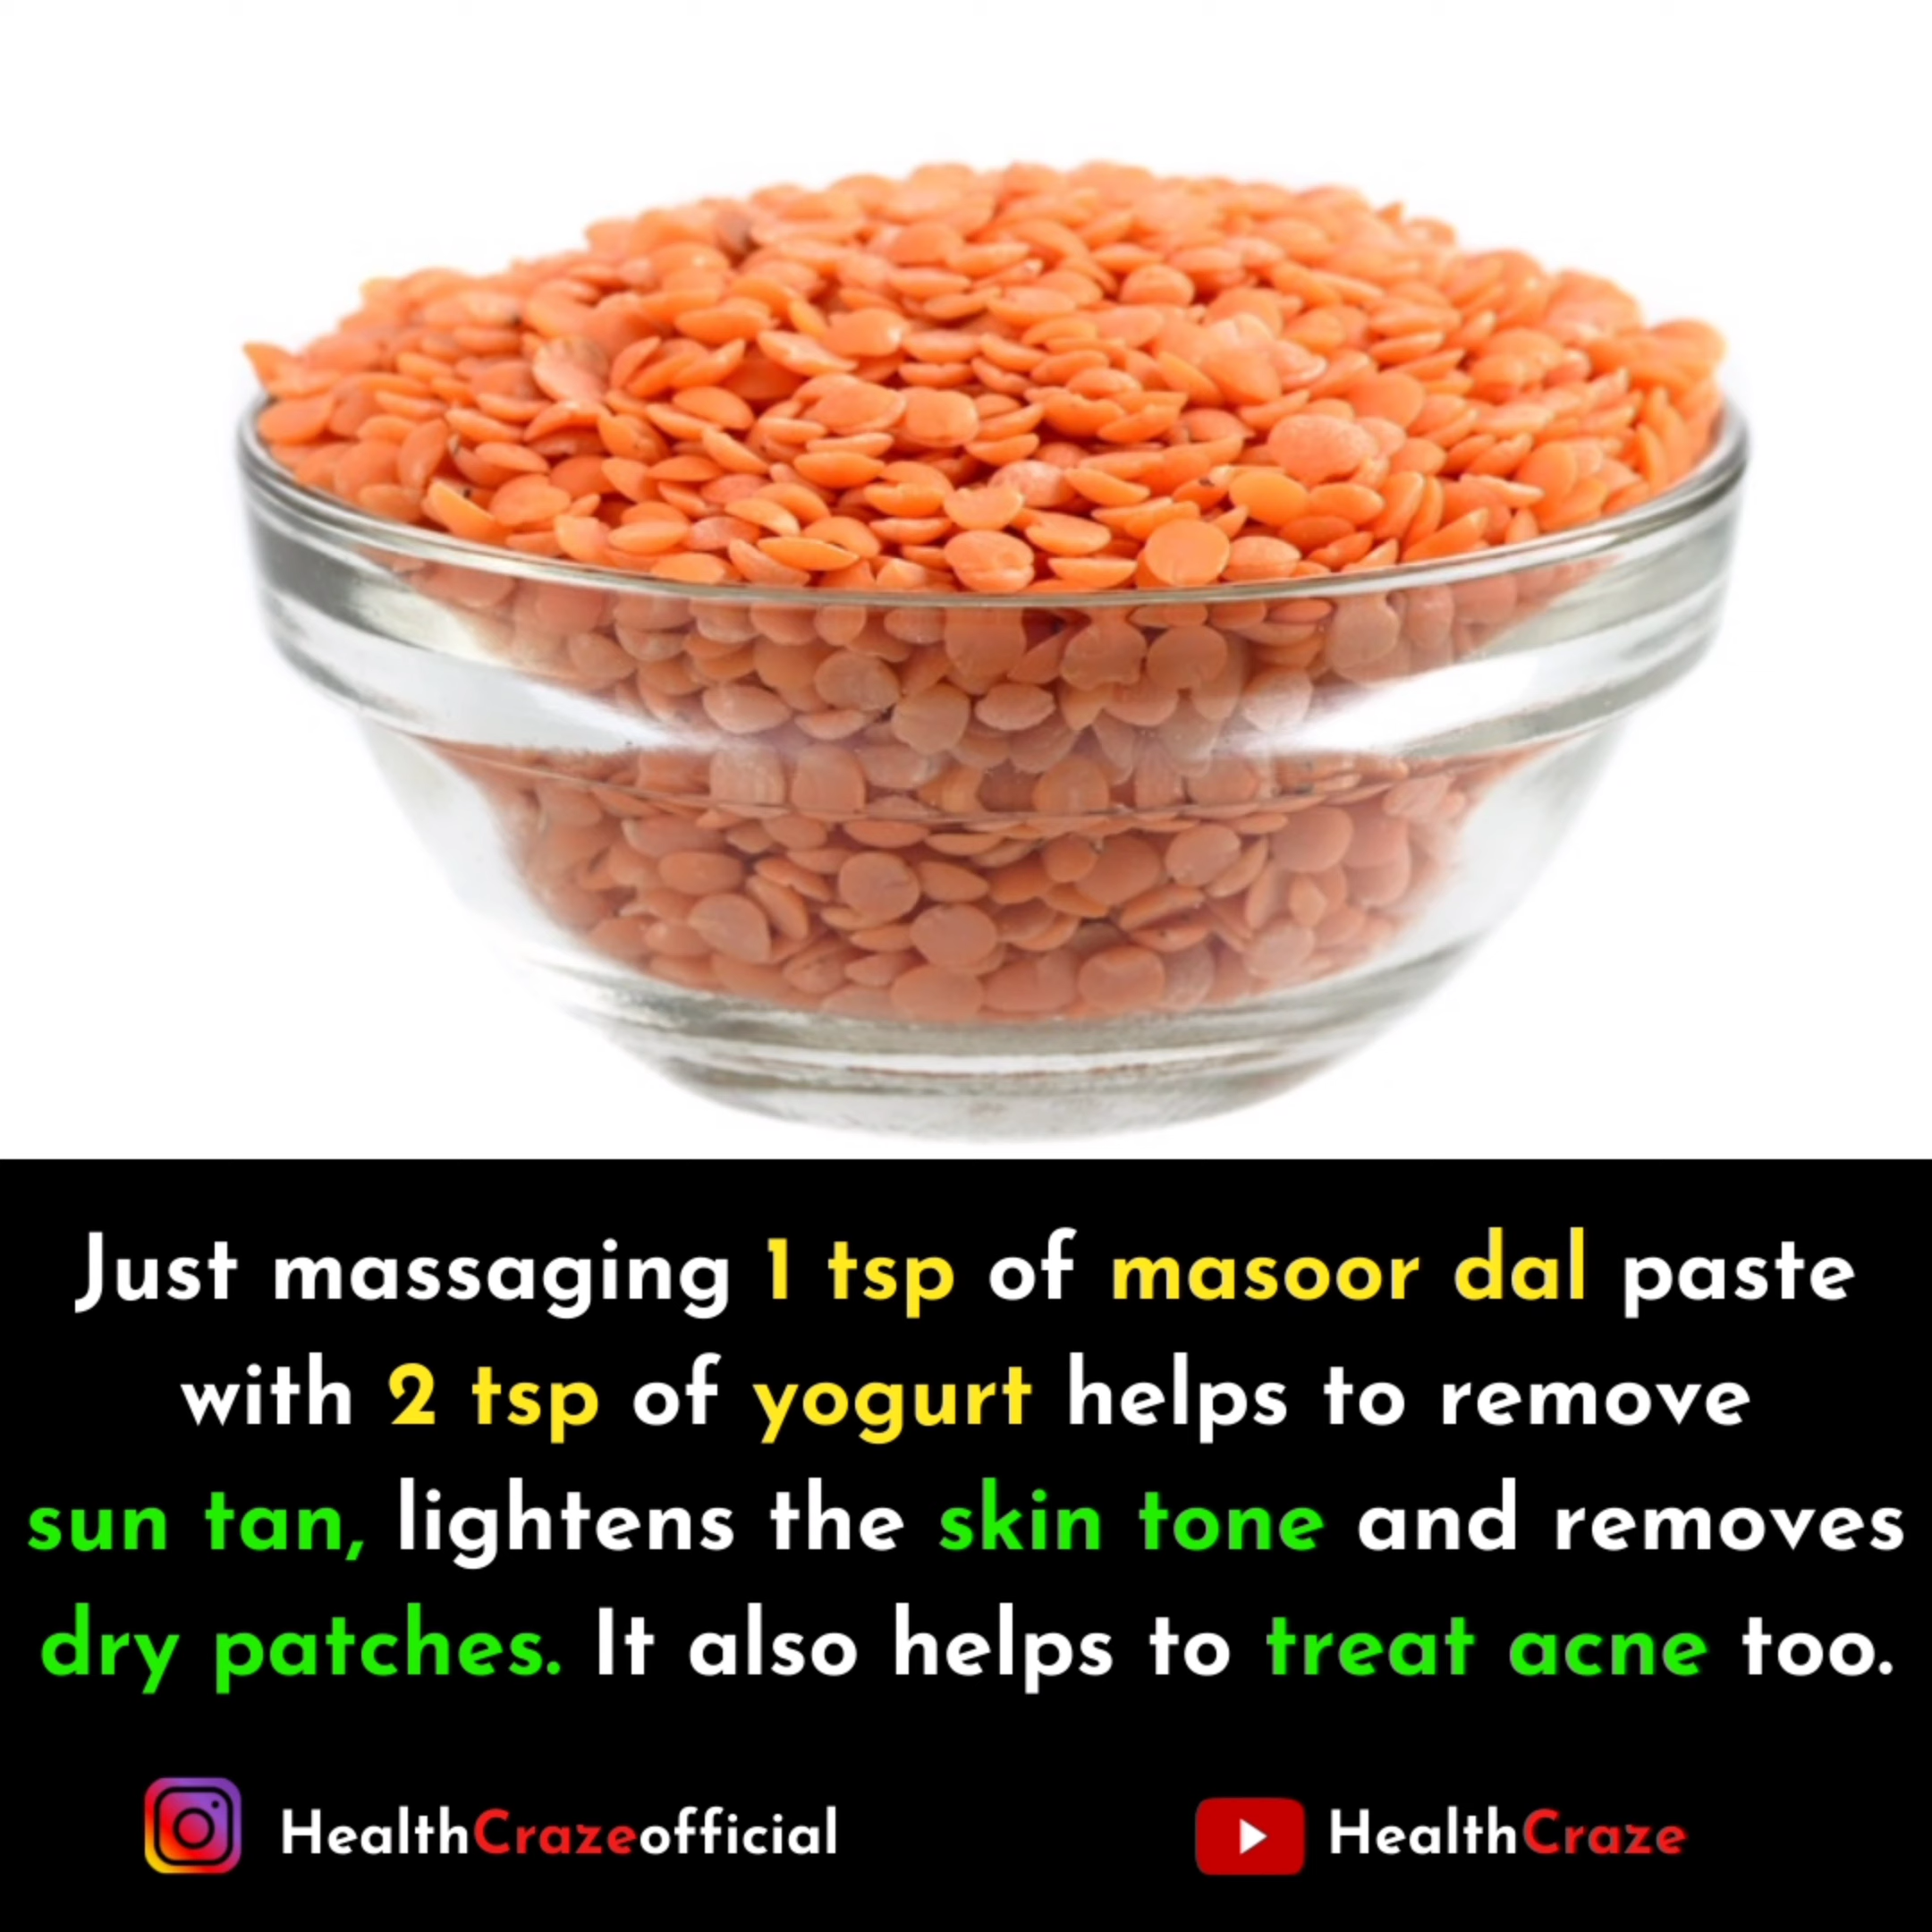 Just massaging 1 tsp of masoor dal paste
with 2 tsp of yogurt helps to remove
sun tan, lightens the skin tone and removes
dry patches. It also helps to treat acne too.
HealthCrazeofficial
HealthCraze